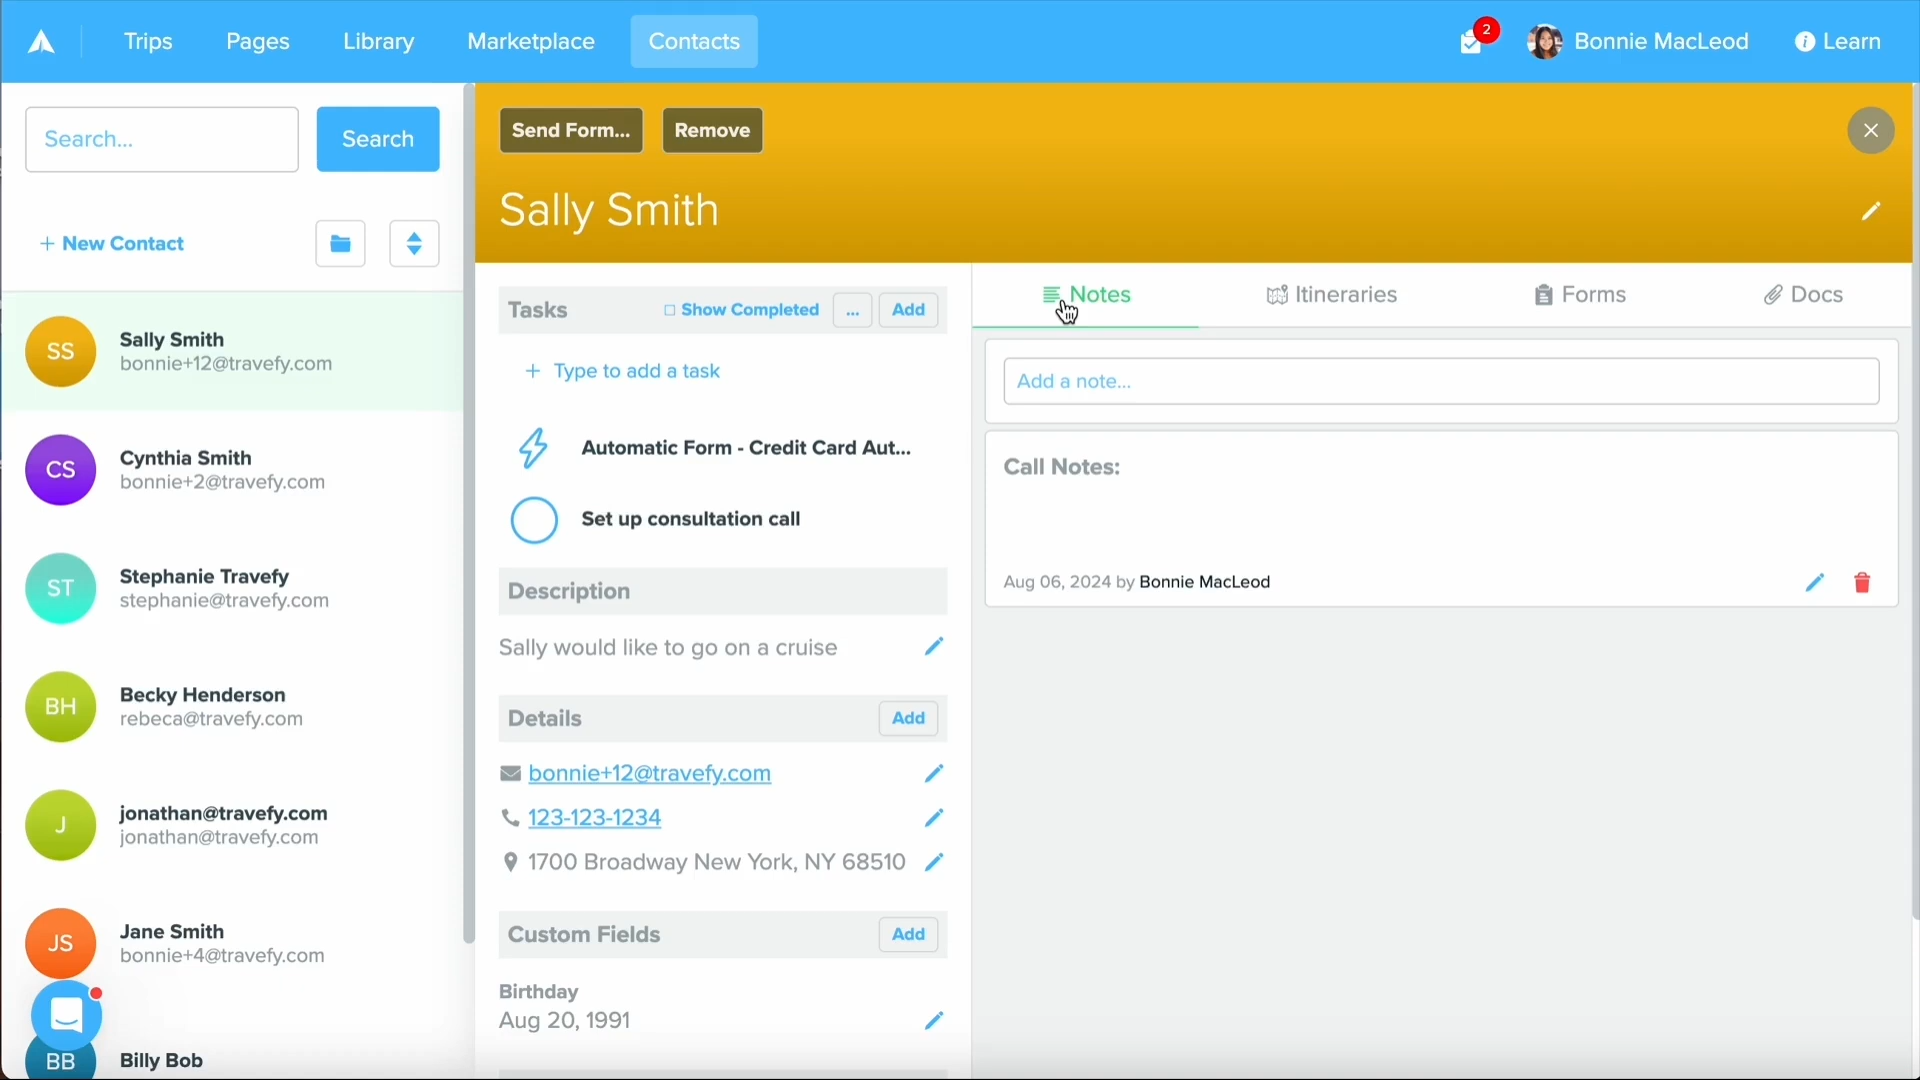 Trips
Pages
Library
Marketplace
Contacts
2
Bonnie MacLeod
Learn
Search...
Search
+ New Contact
SS
Sally Smith
bonnie+12@travefy.com
CS
Cynthia Smith
bonnie+2@travefy.com
ST
Stephanie Travefy
stephanie@travefy.com
BH
Becky Henderson
rebeca@travefy.com
J
jonathan@travefy.com
jonathan@travefy.com
JS
Jane Smith
bonnie+4@travefy.com
BB
Billy Bob
Send Form...
Remove
Sally Smith
Tasks
Show Completed
...
Add
+ Type to add a task
Automatic Form - Credit Card Aut...
Set up consultation call
Description
Sally would like to go on a cruise
Details
Add
bonnie+12@travefy.com
123-123-1234
1700 Broadway New York, NY 68510
Custom Fields
Add
Birthday
Aug 20, 1991
Notes
Itineraries
Forms
Docs
Add a note...
Call Notes:
Aug 06, 2024 by Bonnie MacLeod